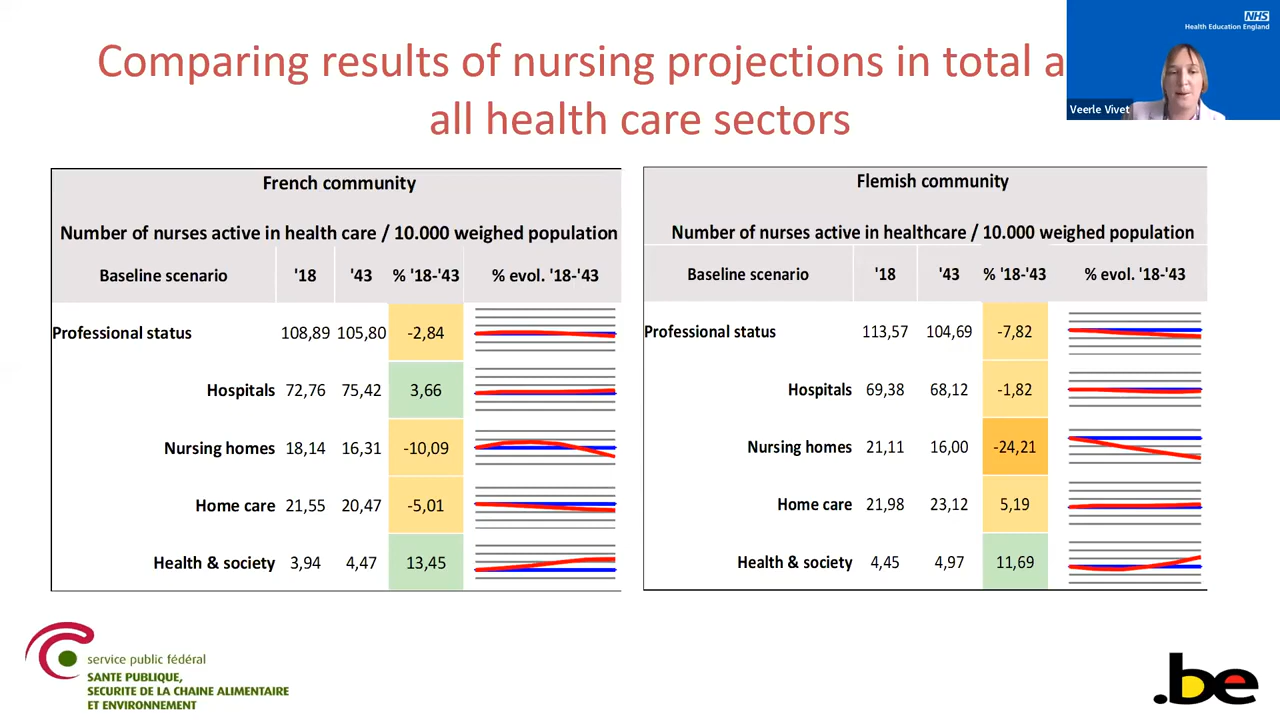 Comparing results of nursing projections in total a
all health care sectors
NHS
Health Education England
Veerle Vivet
French community
Number of nurses active in health care / 10.000 weighed population
Baseline scenario '18 '43 % '18-'43 % evol. '18-'43
Professional status 108,89 105,80 -2,84
Hospitals 72,76 75,42 3,66
Nursing homes 18,14 16,31 -10,09
Home care 21,55 20,47 -5,01
Health & society 3,94 4,47 13,45
Flemish community
Number of nurses active in healthcare / 10.000 weighed population
Baseline scenario '18 '43 % '18-'43 % evol. '18-'43
Professional status 113,57 104,69 -7,82
Hospitals 69,38 68,12 -1,82
Nursing homes 21,11 16,00 -24,21
Home care 21,98 23,12 5,19
Health & society 4,45 4,97 11,69
service public fédéral
SANTE PUBLIQUE,
SECURITE DE LA CHAINE ALIMENTAIRE
ET ENVIRONNEMENT
.be